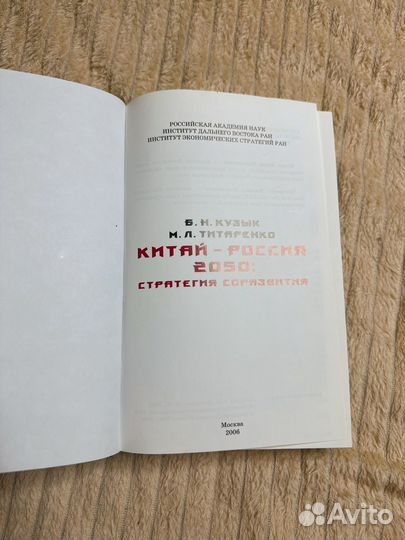 РОССИЙСКАЯ АКАДЕМИЯ НАУК
ИНСТИТУТ ДАЛЬНЕГО ВОСТОКА РАН
ИНСТИТУТ ЭКОНОМИЧЕСКИХ СТРАТЕГИЙ РАН
Б. Н. КУЗЫК
М. Л. ТИТАРЕНКО
КИТАЙ – РОССИЯ
2050:
СТРАТЕГИЯ СОРАЗВИТИЯ
Москва
2006
Avito